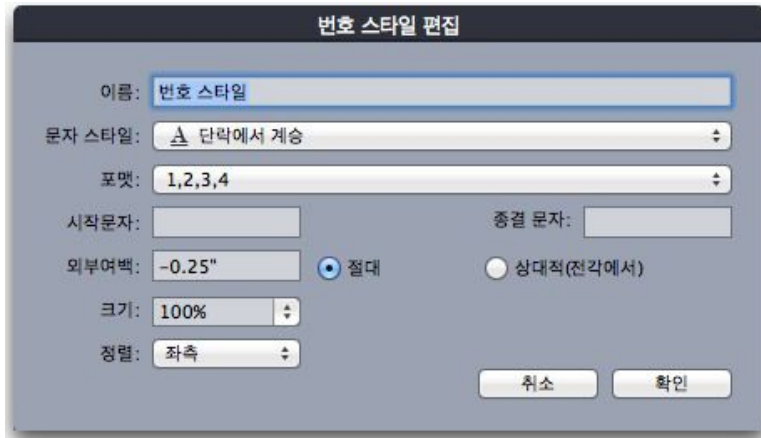 번호 스타일 편집
이름: 번호 스타일
문자 스타일: A 단락에서 계승
포맷: 1,2,3,4
시작문자: 종결 문자:
외부여백: -0.25" 절대 상대적(전각에서)
크기: 100%
정렬: 좌측
취소 확인